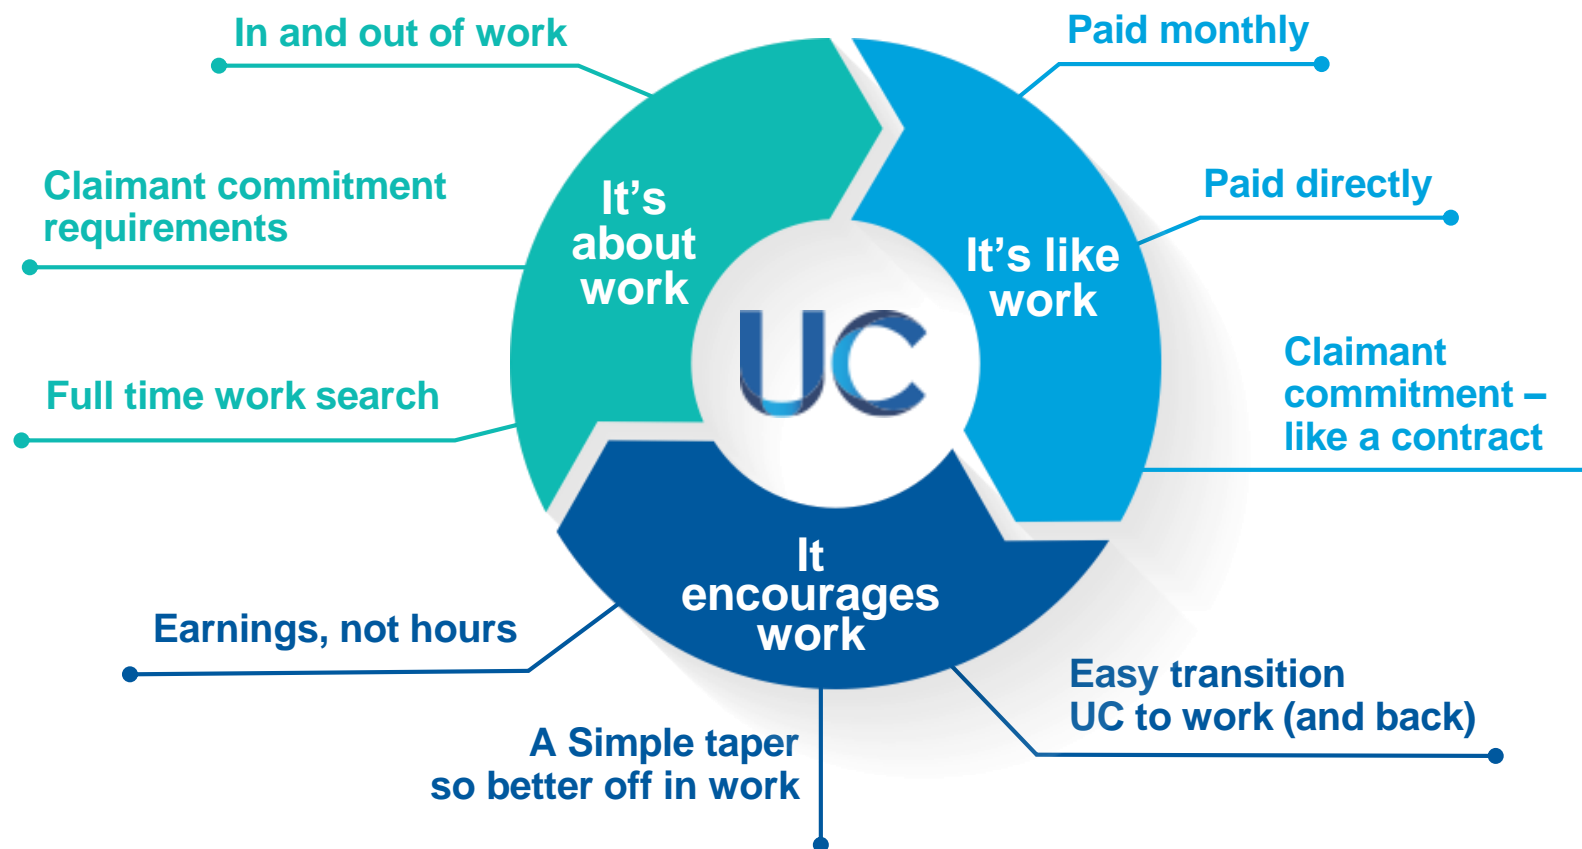 In and out of work
Claimant commitment
requirements
Full time work search
It’s
about
work
Paid monthly
Paid directly
Claimant
commitment –
like a contract
It’s like
work
UC
It
encourages
work
Earnings, not hours
A Simple taper
so better off in work
Easy transition
UC to work (and back)